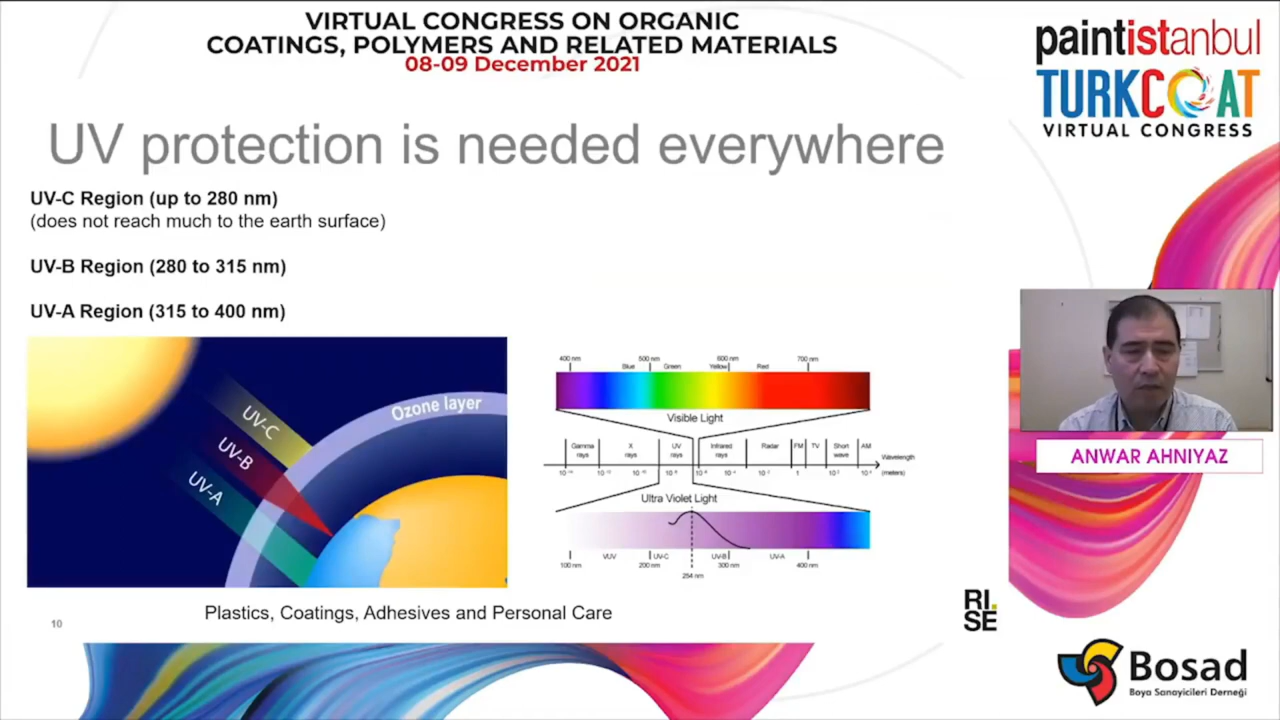 VIRTUAL CONGRESS ON ORGANIC
COATINGS, POLYMERS AND RELATED MATERIALS
08-09 December 2021
paintistanbul
TURKCOAT
VIRTUAL CONGRESS
UV protection is needed everywhere
UV-C Region (up to 280 nm)
(does not reach much to the earth surface)
UV-B Region (280 to 315 nm)
UV-A Region (315 to 400 nm)
UV-C
UV-B
UV-A
Ozone layer
400 nm 500 nm 600 nm 700 nm
Blue Green Yellow Red
Visible Light
Gamma rays X rays UV rays Infrared rays Radar FM TV Short wave AM
Wavelength
(meters)
Ultra Violet Light
VUV UV-C UV-B UV-A
100 nm 200 nm 300 nm 400 nm
254 nm
ANWAR AHNIYAZ
Plastics, Coatings, Adhesives and Personal Care
10
RI.
SE
Bosad
Boya Sanayicileri Derneği